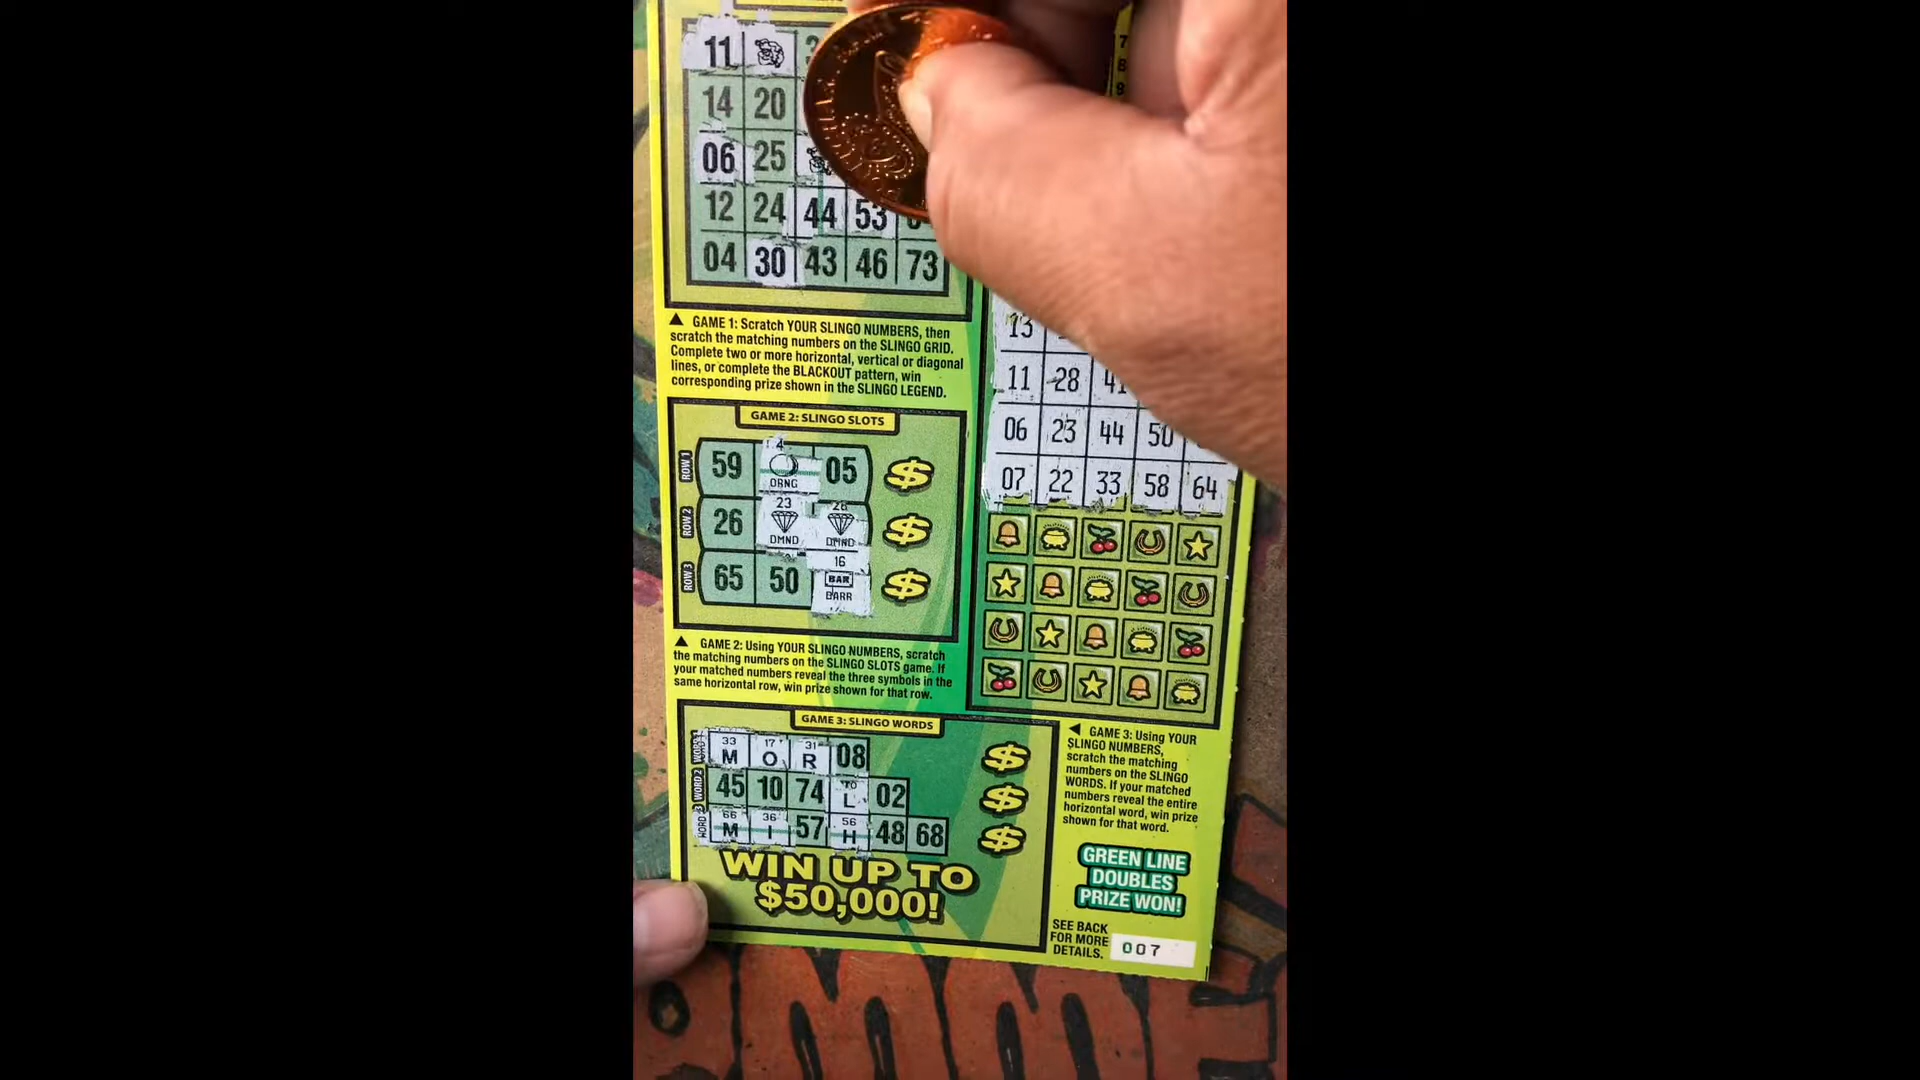 11
14 20
06 25
12 24 44 53
04 30 43 46 73
▲ GAME 1: Scratch YOUR SLINGO NUMBERS, then
scratch the matching numbers on the SLINGO GRID.
Complete two or more horizontal, vertical or diagonal
lines, or complete the BLACKOUT pattern, win
corresponding prize shown in the SLINGO LEGEND.
GAME 2: SLINGO SLOTS
ROW 1 59 ORNG 05 $
ROW 2 26 23 DMND 28 DMND $
ROW 3 65 50 16 BAR BARR $
▲ GAME 2: Using YOUR SLINGO NUMBERS, scratch
the matching numbers on the SLINGO SLOTS game. If
your matched numbers reveal the three symbols in the
same horizontal row, win prize shown for that row.
7
8
9
13
11 28 41
06 23 44 50
07 22 33 58 64
GAME 3: SLINGO WORDS
33 M 17 O 31 R 08 $
WORD 2 45 10 74 L 02 $
WORD 3 66 M 36 I 57 56 H 48 68 $
WIN UP TO
$50,000!
◀ GAME 3: Using YOUR
SLINGO NUMBERS,
scratch the matching
numbers on the SLINGO
WORDS. If your matched
numbers reveal the entire
horizontal word, win prize
shown for that word.
GREEN LINE
DOUBLES
PRIZE WON!
SEE BACK
FOR MORE
DETAILS.
007